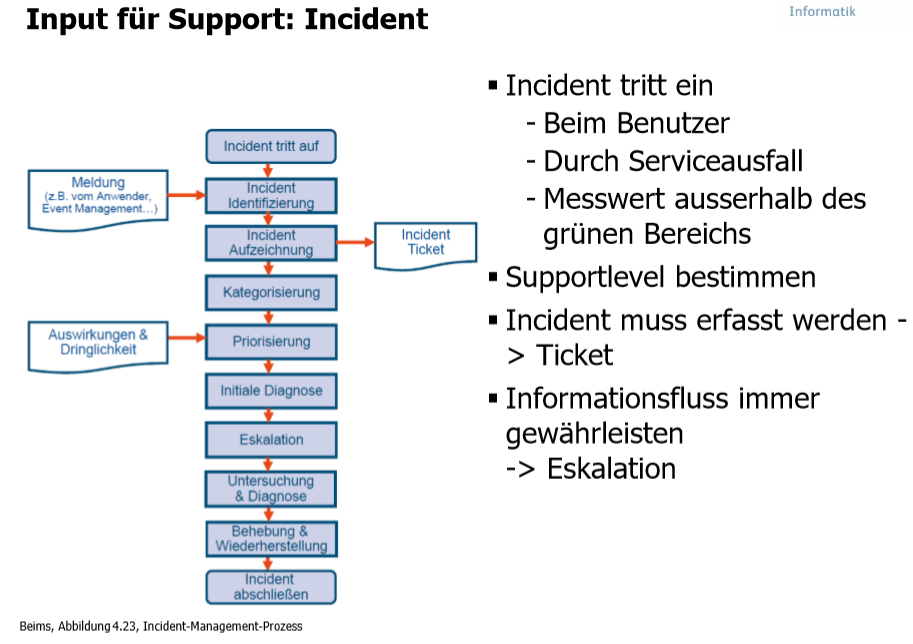 Input für Support: Incident
Informatik
Incident tritt auf
Meldung
(z.B. vom Anwender,
Event Management...)
Incident
Identifizierung
Incident
Aufzeichnung
Incident
Ticket
Kategorisierung
Auswirkungen &
Dringlichkeit
Priorisierung
Initiale Diagnose
Eskalation
Untersuchung
& Diagnose
Behebung &
Wiederherstellung
Incident
abschließen
▪ Incident tritt ein
- Beim Benutzer
- Durch Serviceausfall
- Messwert ausserhalb des
grünen Bereichs
▪ Supportlevel bestimmen
▪ Incident muss erfasst werden -
> Ticket
▪ Informationsfluss immer
gewährleisten
-> Eskalation
Beims, Abbildung 4.23, Incident-Management-Prozess